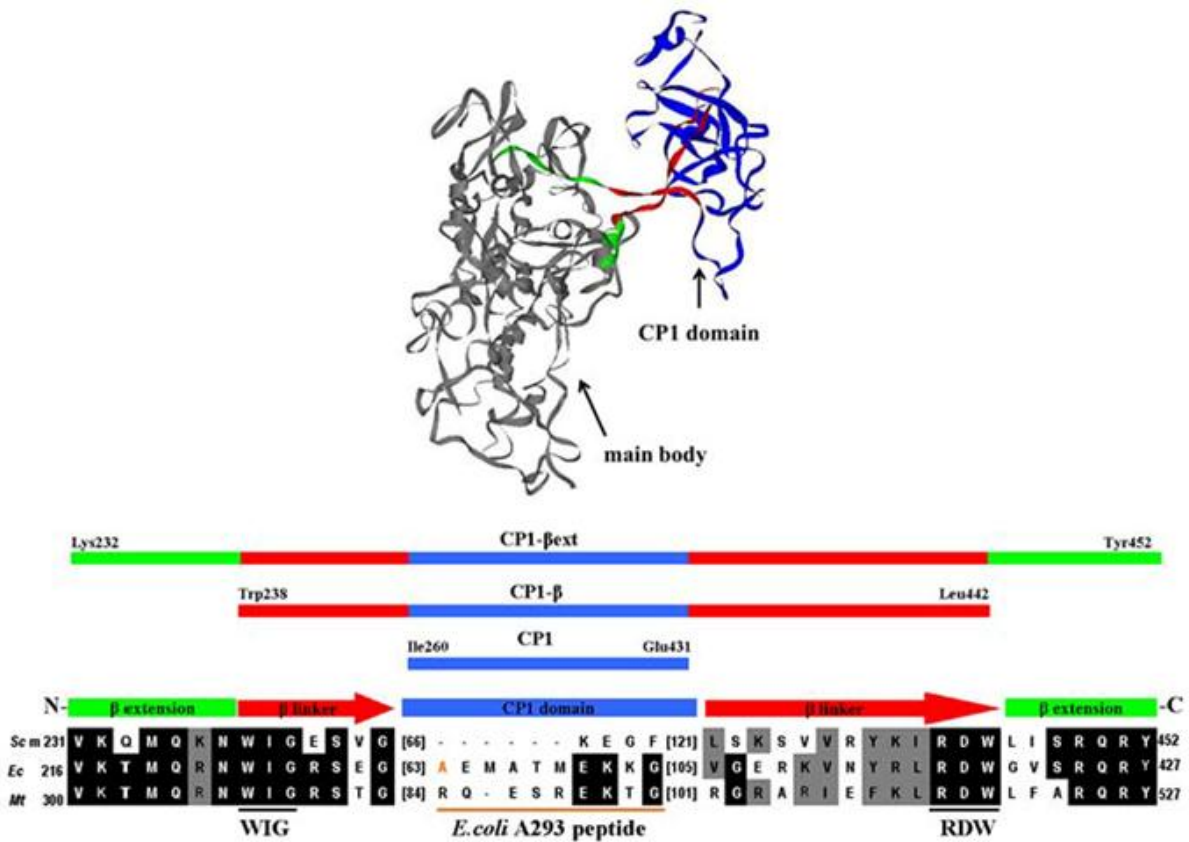 CP1 domain
main body
Lys232 CP1-βext Tyr452
Trp238 CP1-β Leu442
Ile260 CP1 Glu431
N- β extension β linker CP1 domain β linker β extension -C
Sc m 231 V K Q M Q K N W I G E S V G [66] - - - - - - K E G F [121] L S K S V V R Y K I R D W L I S R Q R Y 452
Ec 216 V K T M Q R N W I G R S E G [63] A E M A T M E K K G [105] V G E R K V N Y R L R D W G V S R Q R Y 427
Mt 300 V K T M Q R N W I G R S T G [84] R Q - E S R E K T G [101] R G R A R I E F K L R D W L F A R Q R Y 527
WIG E.coli A293 peptide RDW